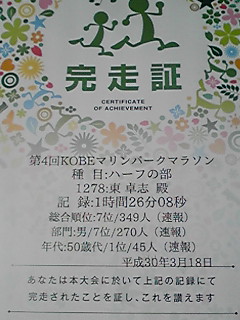 完走証
CERTIFICATE
OF ACHIEVEMENT
第4回KOBEマリンパークマラソン
種 目:ハーフの部
1278:東 卓志 殿
記 録:1時間26分08秒
総合順位:7位/349人(速報)
部門:男/7位/270人(速報)
年代:50歳代/1位/45人(速報)
平成30年3月18日
あなたは本大会に於いて上記の記録にて
完走されたことを証し、これを讃えます